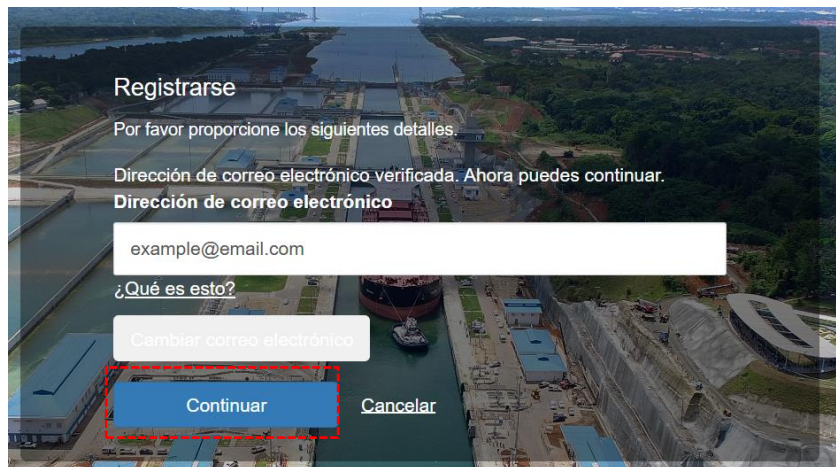 Registrarse
Por favor proporcione los siguientes detalles.
Dirección de correo electrónico verificada. Ahora puedes continuar.
Dirección de correo electrónico
example@email.com
¿Qué es esto?
Cambiar correo electrónico
Continuar
Cancelar